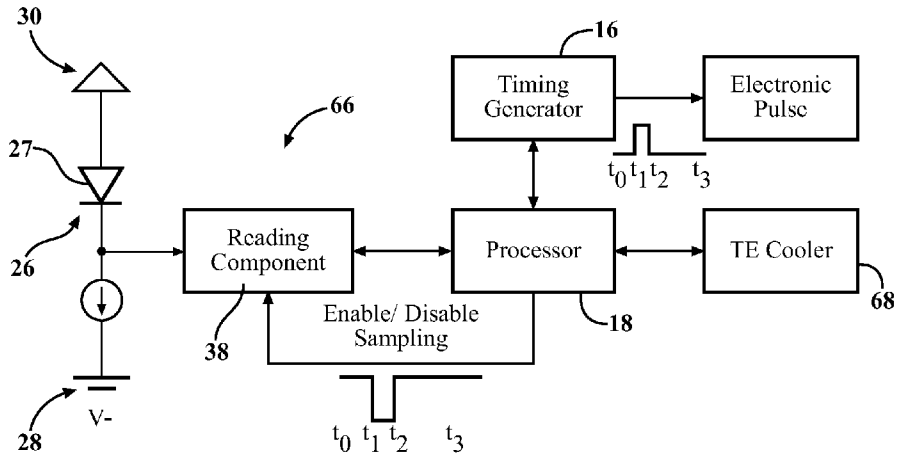 30
16
Timing
Generator
Electronic
Pulse
66
27
t0 t1 t2 t3
26
Reading
Component
Processor
TE Cooler
38
Enable/ Disable
Sampling
18
68
28
V-
t0 t1 t2 t3